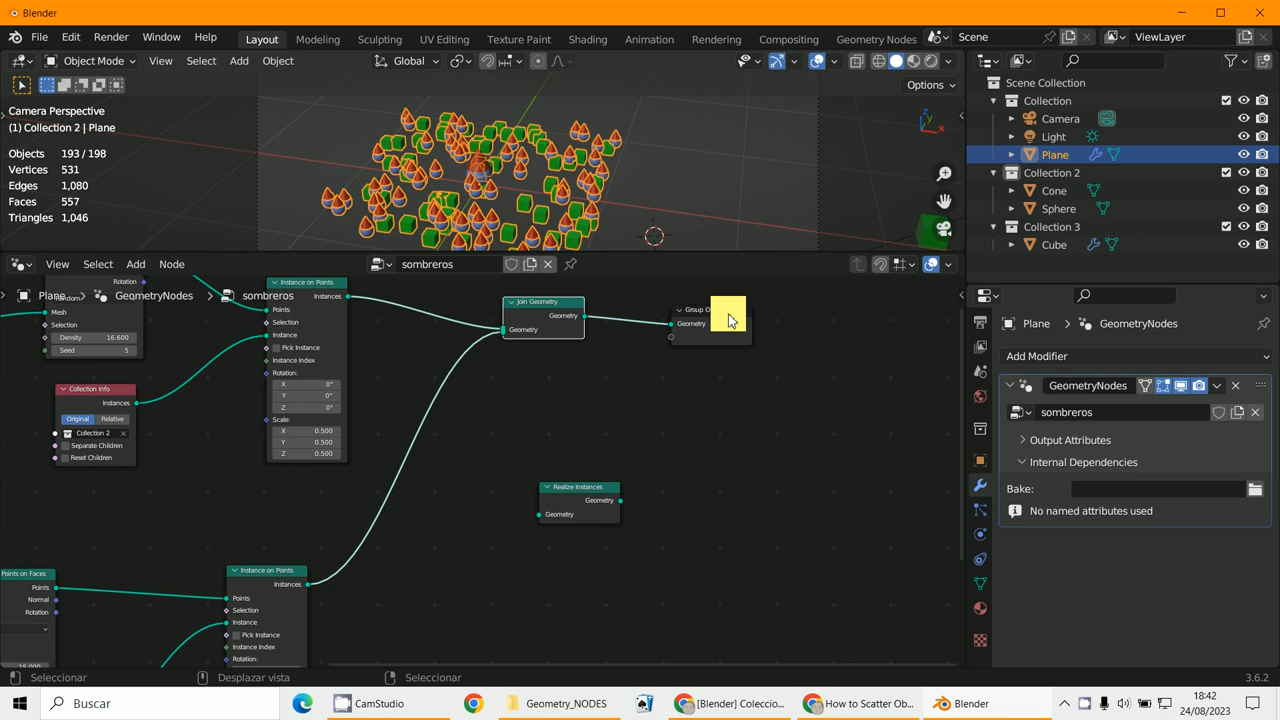 Blender
File Edit Render Window Help Layout Modeling Sculpting UV Editing Texture Paint Shading Animation Rendering Compositing Geometry Nodes Scene ViewLayer
Object Mode View Select Add Object Global
Options
Camera Perspective
(1) Collection 2 | Plane
Objects 193 / 198
Vertices 531
Edges 1,080
Faces 557
Triangles 1,046
Z
X
Scene Collection
Collection
Camera
Light
Plane
Collection 2
Cone
Sphere
Collection 3
Cube
View Select Add Node sombreros
Plane GeometryNodes sombreros
Rotation
Random
Mesh
Selection
Density 16.600
Seed 5
Collection Info
Instances
Original Relative
Collection 2
Separate Children
Reset Children
Instance on Points
Instances
Points
Selection
Instance
Pick Instance
Instance Index
Rotation:
X 0°
Y 0°
Z 0°
Scale:
X 0.500
Y 0.500
Z 0.500
Join Geometry
Geometry
Geometry
Group O
Geometry
Realize Instances
Geometry
Geometry
Points on Faces
Points
Normal
Rotation
15.000
Instance on Points
Instances
Points
Selection
Instance
Pick Instance
Instance Index
Rotation:
Plane GeometryNodes
Add Modifier
GeometryNodes
sombreros
Output Attributes
Internal Dependencies
Bake:
No named attributes used
Seleccionar Desplazar vista Seleccionar 3.6.2
Buscar CamStudio Geometry_NODES [Blender] Coleccio... How to Scatter Ob... Blender
18:42
24/08/2023